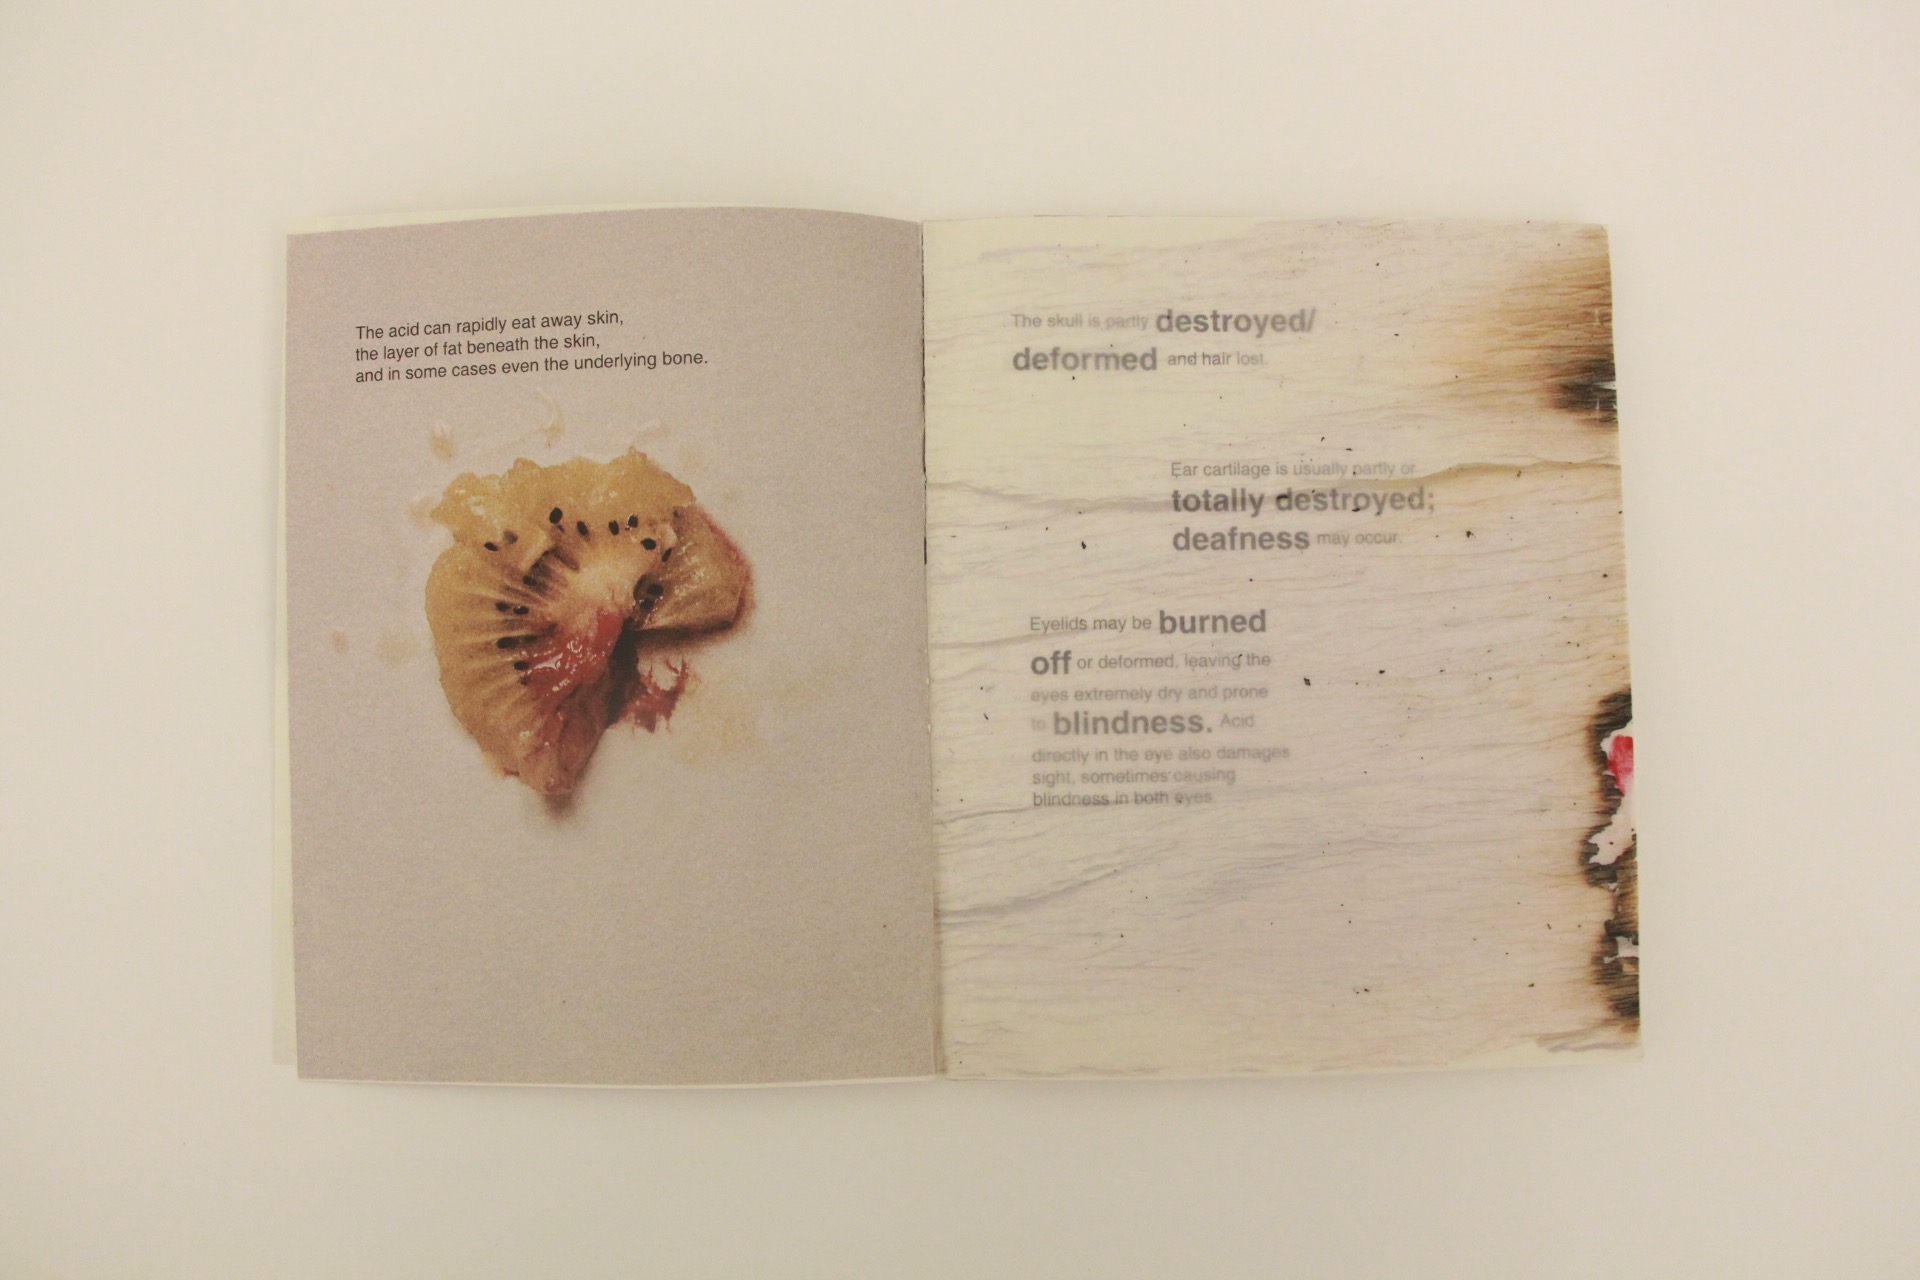 The acid can rapidly eat away skin,
the layer of fat beneath the skin,
and in some cases even the underlying bone.
The skull is partly destroyed/
deformed and hair lost.
Ear cartilage is usually partly or
totally destroyed;
deafness may occur.
Eyelids may be burned
off or deformed, leaving the
eyes extremely dry and prone
to blindness. Acid
directly in the eye also damages
sight, sometimes causing
blindness in both eyes.